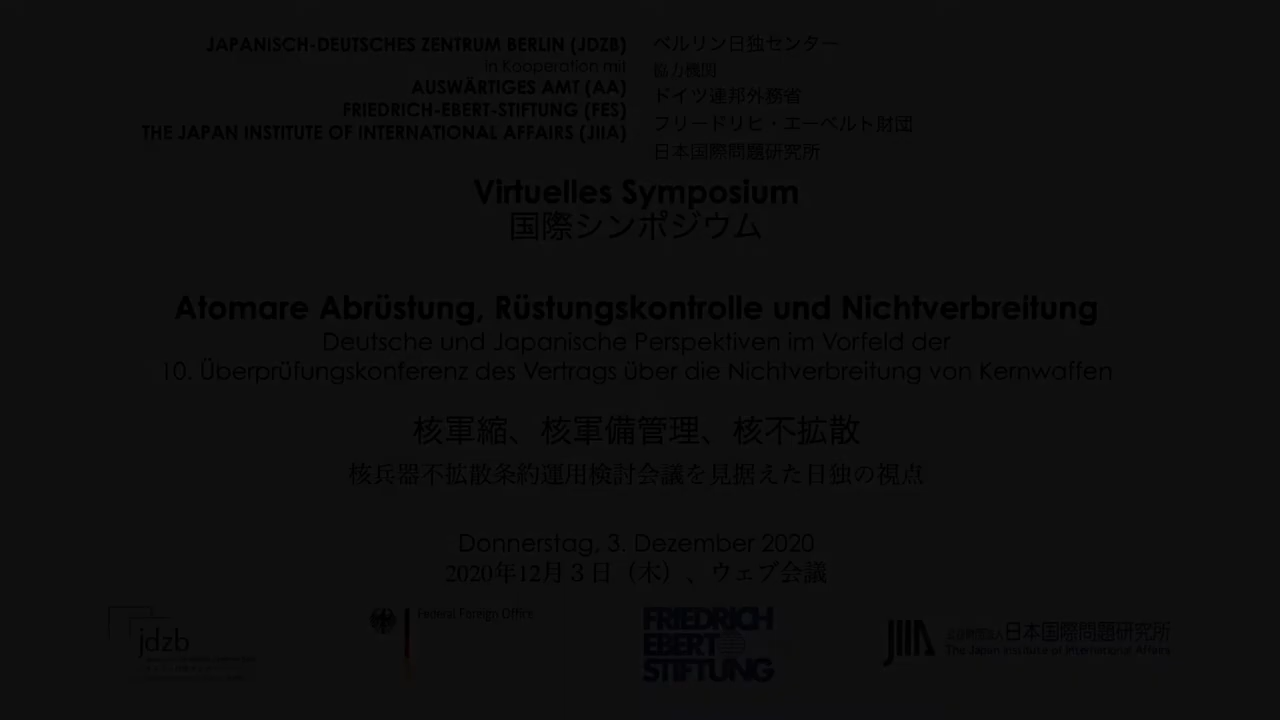 JAPANISCH-DEUTSCHES ZENTRUM BERLIN (JDZB)
in Kooperation mit
AUSWÄRTIGES AMT (AA)
FRIEDRICH-EBERT-STIFTUNG (FES)
THE JAPAN INSTITUTE OF INTERNATIONAL AFFAIRS (JIIA)
ベルリン日独センター
協力機関
ドイツ連邦外務省
フリードリヒ・エーベルト財団
日本国際問題研究所
Virtuelles Symposium
国際シンポジウム
Atomare Abrüstung, Rüstungskontrolle und Nichtverbreitung
Deutsche und Japanische Perspektiven im Vorfeld der
10. Überprüfungskonferenz des Vertrags über die Nichtverbreitung von Kernwaffen
核軍縮、核軍備管理、核不拡散
核兵器不拡散条約運用検討会議を見据えた日独の視点
Donnerstag, 3. Dezember 2020
2020年12月3日（木）、ウェブ会議
jdzb
Federal Foreign Office
FRIEDRICH
EBERT
STIFTUNG
JIIA
公益財団法人日本国際問題研究所
The Japan Institute of International Affairs